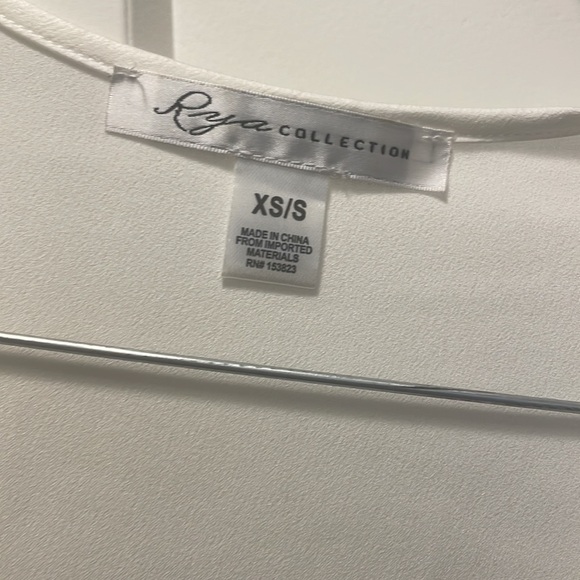 Rya COLLECTION
XS/S
MADE IN CHINA
FROM IMPORTED
MATERIALS
RN# 153823